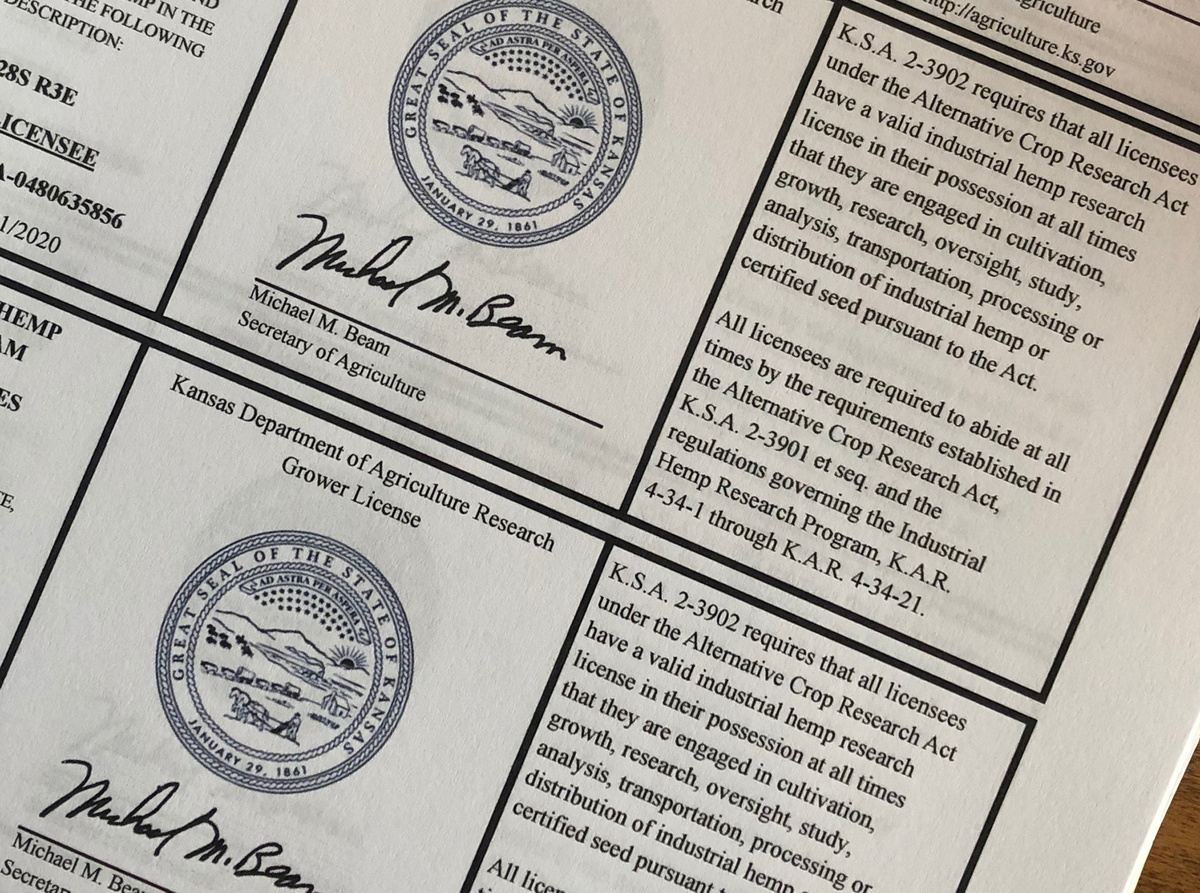 MP IN THE
THE FOLLOWING
DESCRIPTION:
28S R3E
LICENSEE
A-0480635856
1/2020
GREAT SEAL OF THE STATE OF KANSAS
AD ASTRA PER ASPERA
JANUARY 29, 1861
Michael M. Beam
Michael M. Beam
Secretary of Agriculture
griculture
http://agriculture.ks.gov
K.S.A. 2-3902 requires that all licensees
under the Alternative Crop Research Act
have a valid industrial hemp research
license in their possession at all times
that they are engaged in cultivation,
growth, research, oversight, study,
analysis, transportation, processing or
distribution of industrial hemp or
certified seed pursuant to the Act.
All licensees are required to abide at all
times by the requirements established in
the Alternative Crop Research Act,
K.S.A. 2-3901 et seq. and the
regulations governing the Industrial
Hemp Research Program, K.A.R.
4-34-1 through K.A.R. 4-34-21.
HEMP
AM
ES
CE,
Kansas Department of Agriculture Research
Grower License
GREAT SEAL OF THE STATE OF KANSAS
AD ASTRA PER ASPERA
JANUARY 29, 1861
Michael M. Beam
Michael M. Beam
Secretary
K.S.A. 2-3902 requires that all licensees
under the Alternative Crop Research Act
have a valid industrial hemp research
license in their possession at all times
that they are engaged in cultivation,
growth, research, oversight, study,
analysis, transportation, processing or
distribution of industrial hemp
certified seed pursuant
All licen